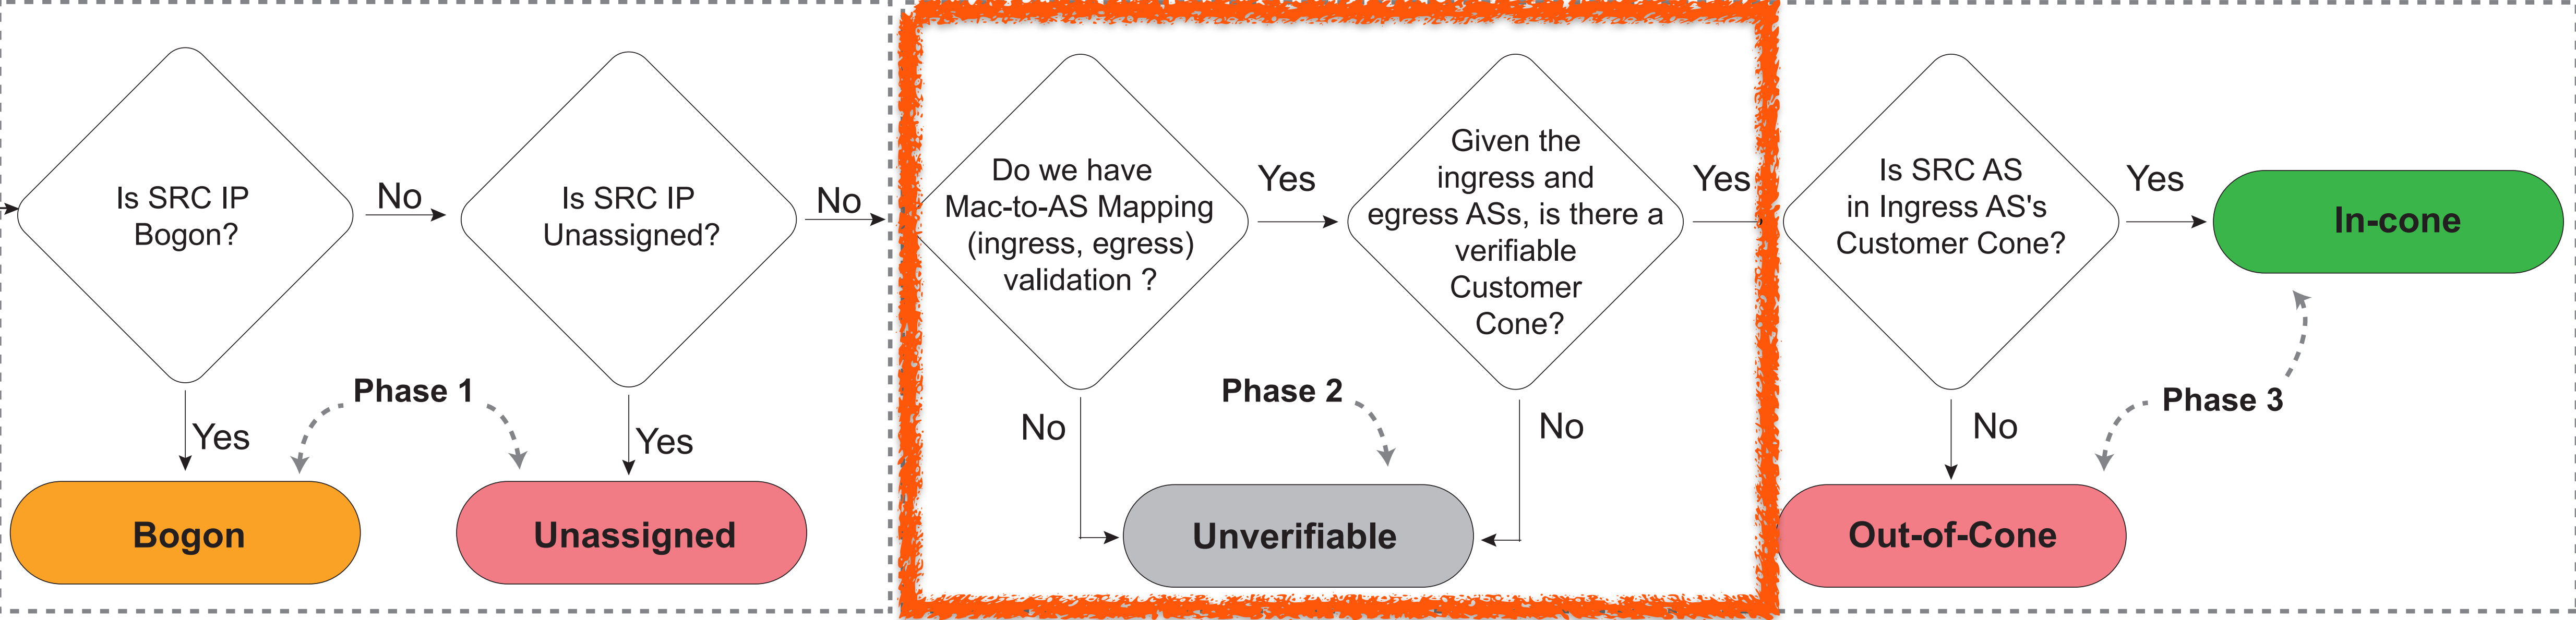 Is SRC IP
Bogon?
No
Yes
Bogon
Phase 1
Is SRC IP
Unassigned?
No
Yes
Unassigned
Do we have
Mac-to-AS Mapping
(ingress, egress)
validation ?
Yes
No
Phase 2
Unverifiable
Given the
ingress and
egress ASs, is there a
verifiable
Customer
Cone?
Yes
No
Is SRC AS
in Ingress AS's
Customer Cone?
Yes
In-cone
No
Phase 3
Out-of-Cone